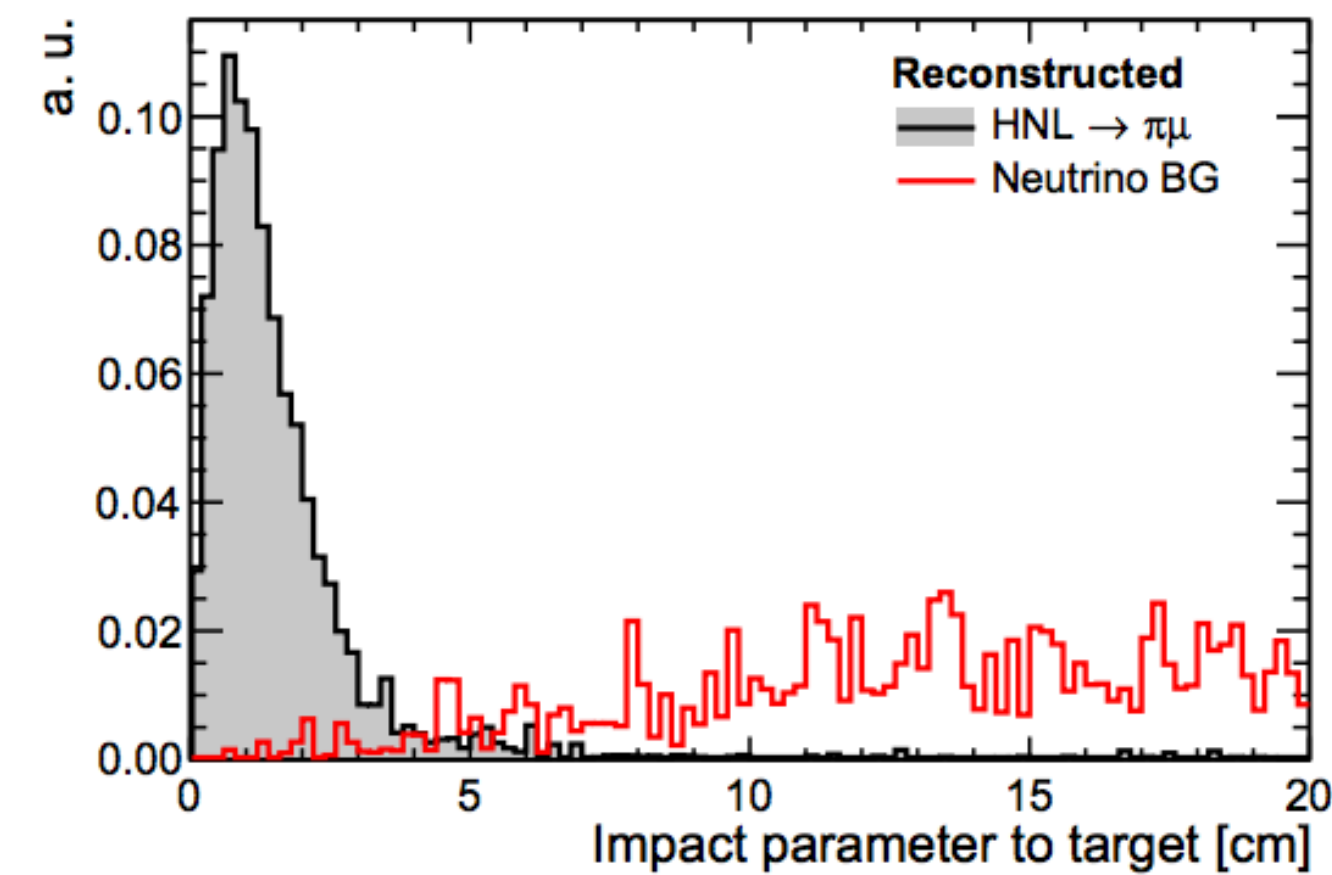 a. u.
Reconstructed
HNL → πμ
Neutrino BG
0.10
0.08
0.06
0.04
0.02
0.00
0 5 10 15 20
Impact parameter to target [cm]